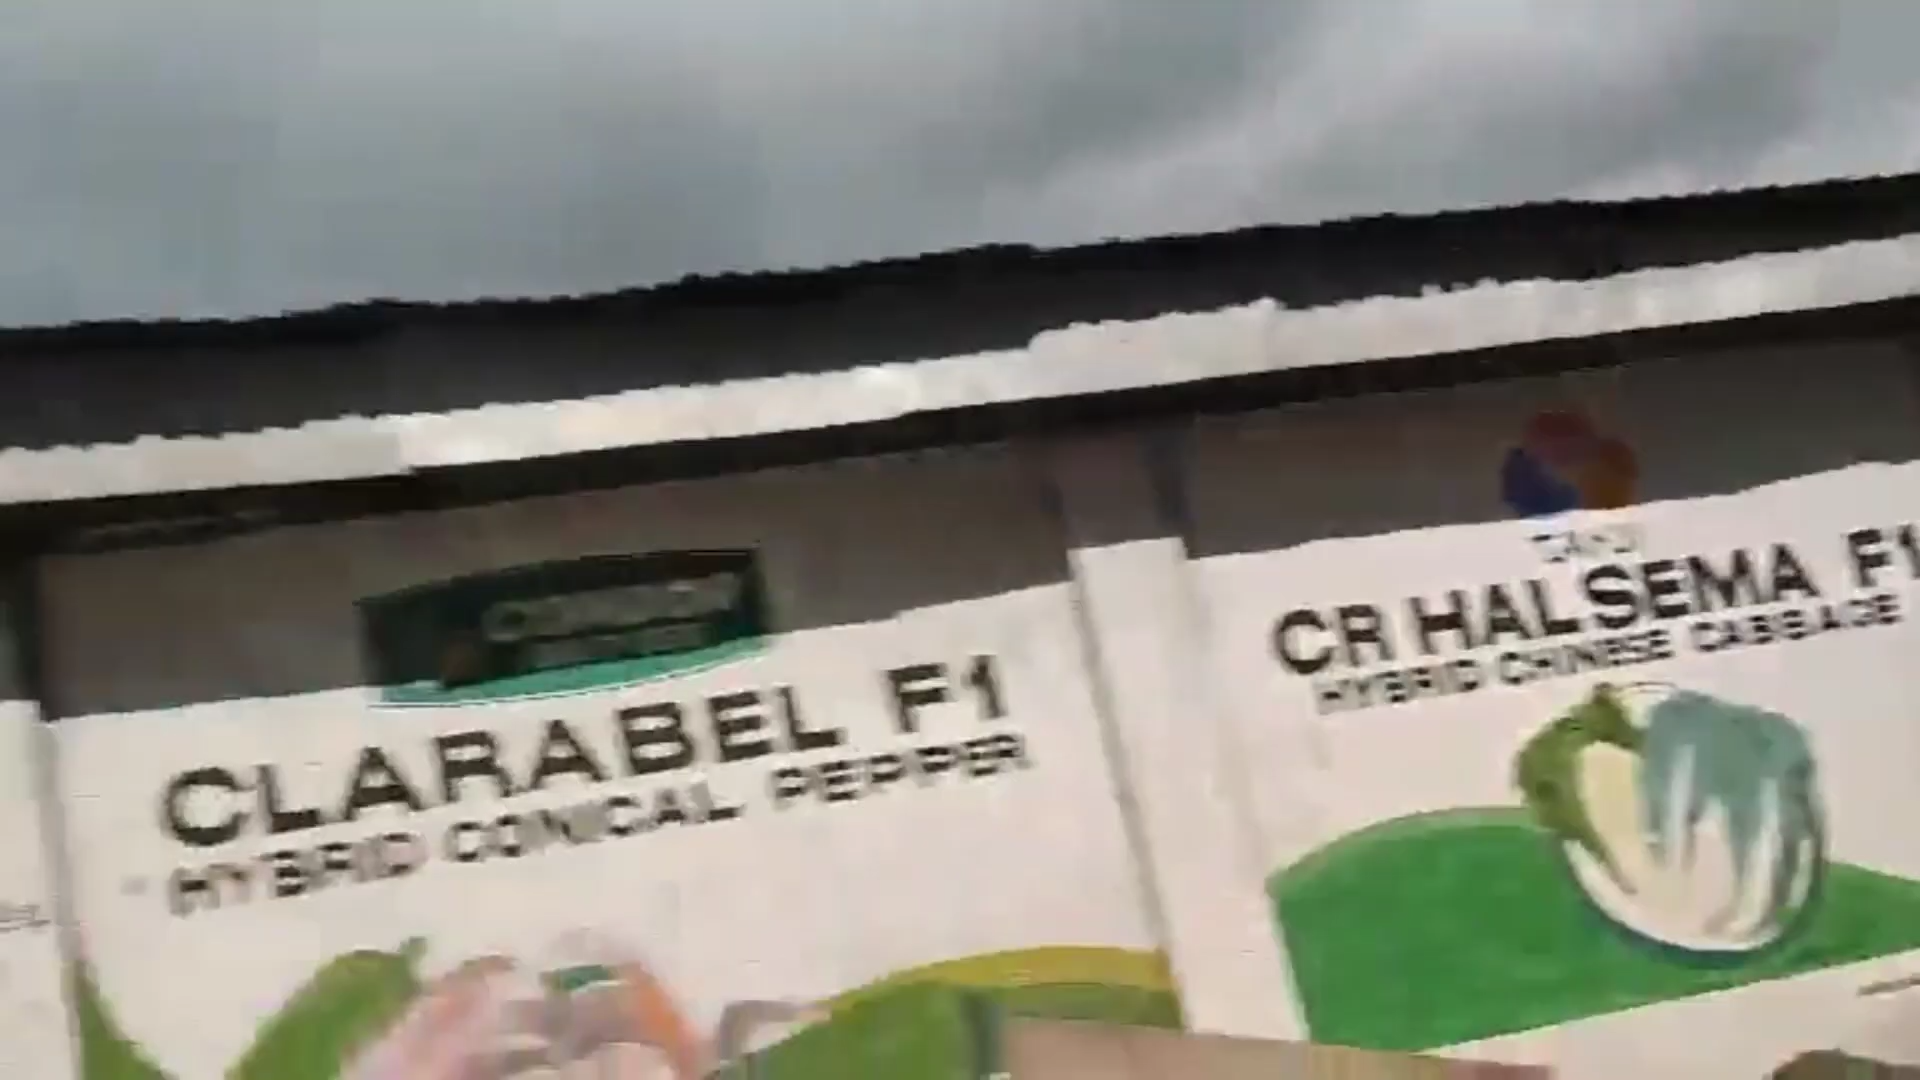 CLARABEL F1
HYBRID CONICAL PEPPER
CR HALSEMA F1
HYBRID CHINESE CABBAGE